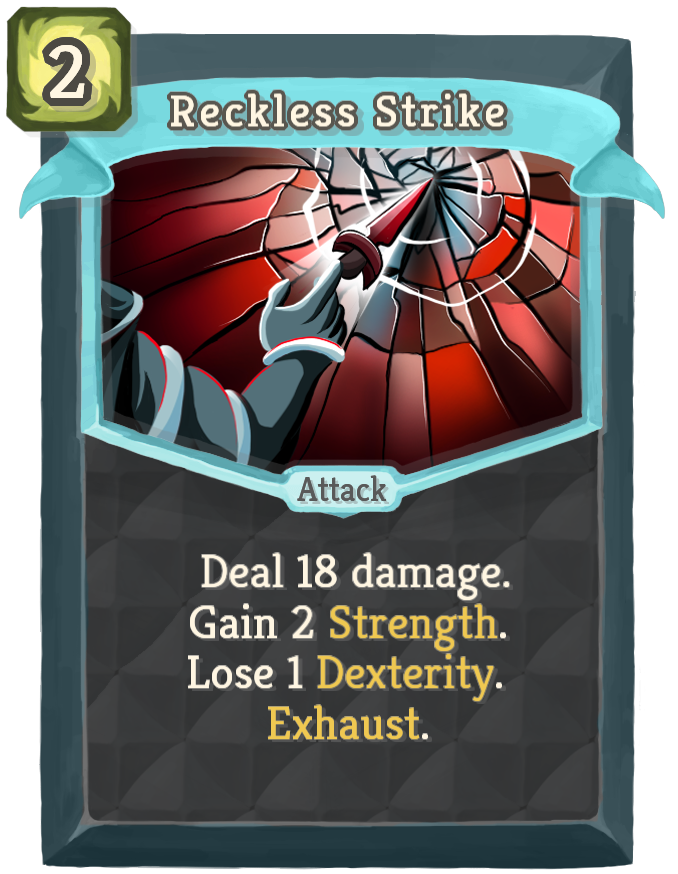 2
Reckless Strike
Attack
Deal 18 damage.
Gain 2 Strength.
Lose 1 Dexterity.
Exhaust.